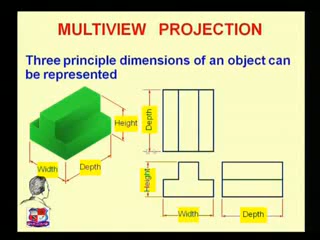 MULTIVIEW PROJECTION
Three principle dimensions of an object can
be represented
Height
Depth
Width
Depth
Height
Width
Depth